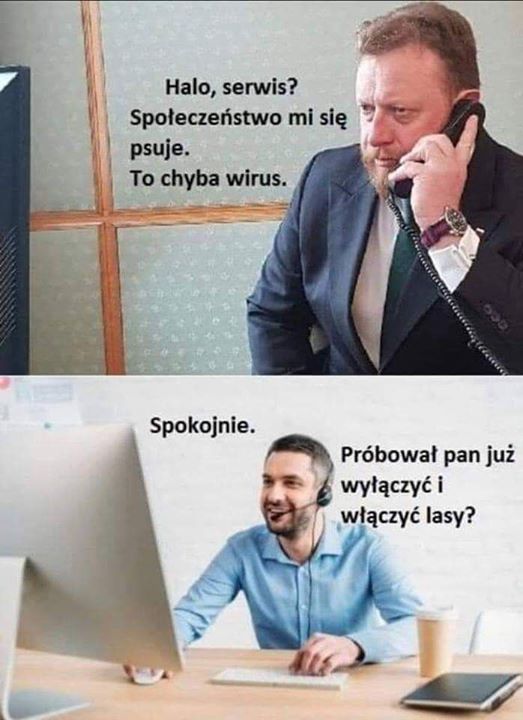 Halo, serwis?
Społeczeństwo mi się
psuje.
To chyba wirus.
Spokojnie.
Próbował pan już
wyłączyć i
włączyć lasy?